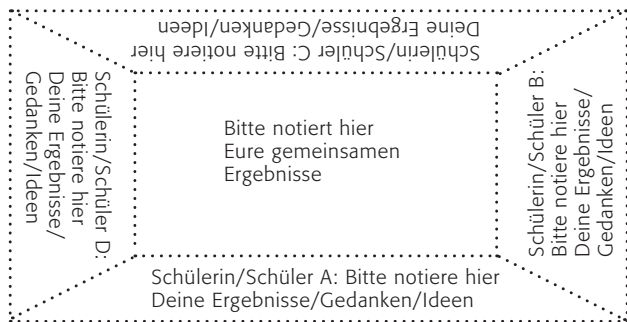 Schülerin/Schüler C: Bitte notiere hier
Deine Ergebnisse/Gedanken/Ideen
Schülerin/Schüler D:
Bitte notiere hier
Deine Ergebnisse/
Gedanken/Ideen
Bitte notiert hier
Eure gemeinsamen
Ergebnisse
Schülerin/Schüler B:
Bitte notiere hier
Deine Ergebnisse/
Gedanken/Ideen
Schülerin/Schüler A: Bitte notiere hier
Deine Ergebnisse/Gedanken/Ideen